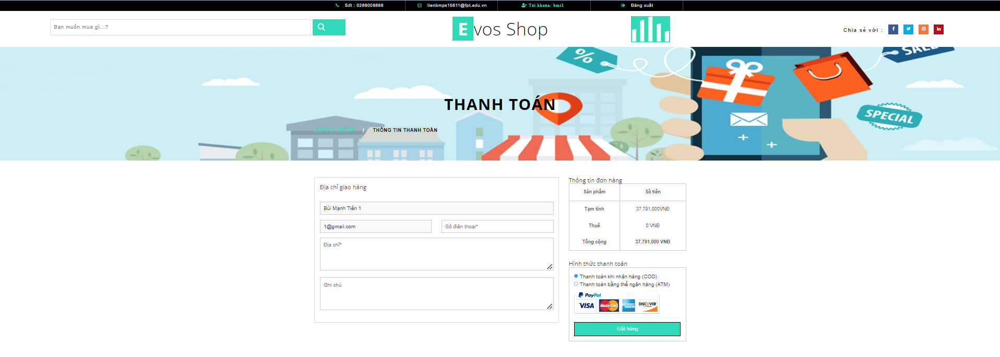 Sđt : 0288008888
tienbmps15611@fpt.edu.vn
Tài khoản: bmt1
Đăng xuất
Bạn muốn mua gì...?
Evos Shop
Chia sẻ với :
%
SALE
SPECIAL
THANH TOÁN
EVOS SHOP | THÔNG TIN THANH TOÁN
Địa chỉ giao hàng
Bùi Mạnh Tiến 1
1@gmail.com
Số điện thoại*
Địa chỉ*
Ghi chú
Thông tin đơn hàng
Sản phẩm Số tiền
Tạm tính 37,791,000VNĐ
Thuế 0 VNĐ
Tổng cộng 37,791,000 VNĐ
Hình thức thanh toán
Thanh toán khi nhận hàng (COD)
Thanh toán bằng thẻ ngân hàng (ATM)
PayPal
VISA MasterCard DISCOVER
Đặt hàng